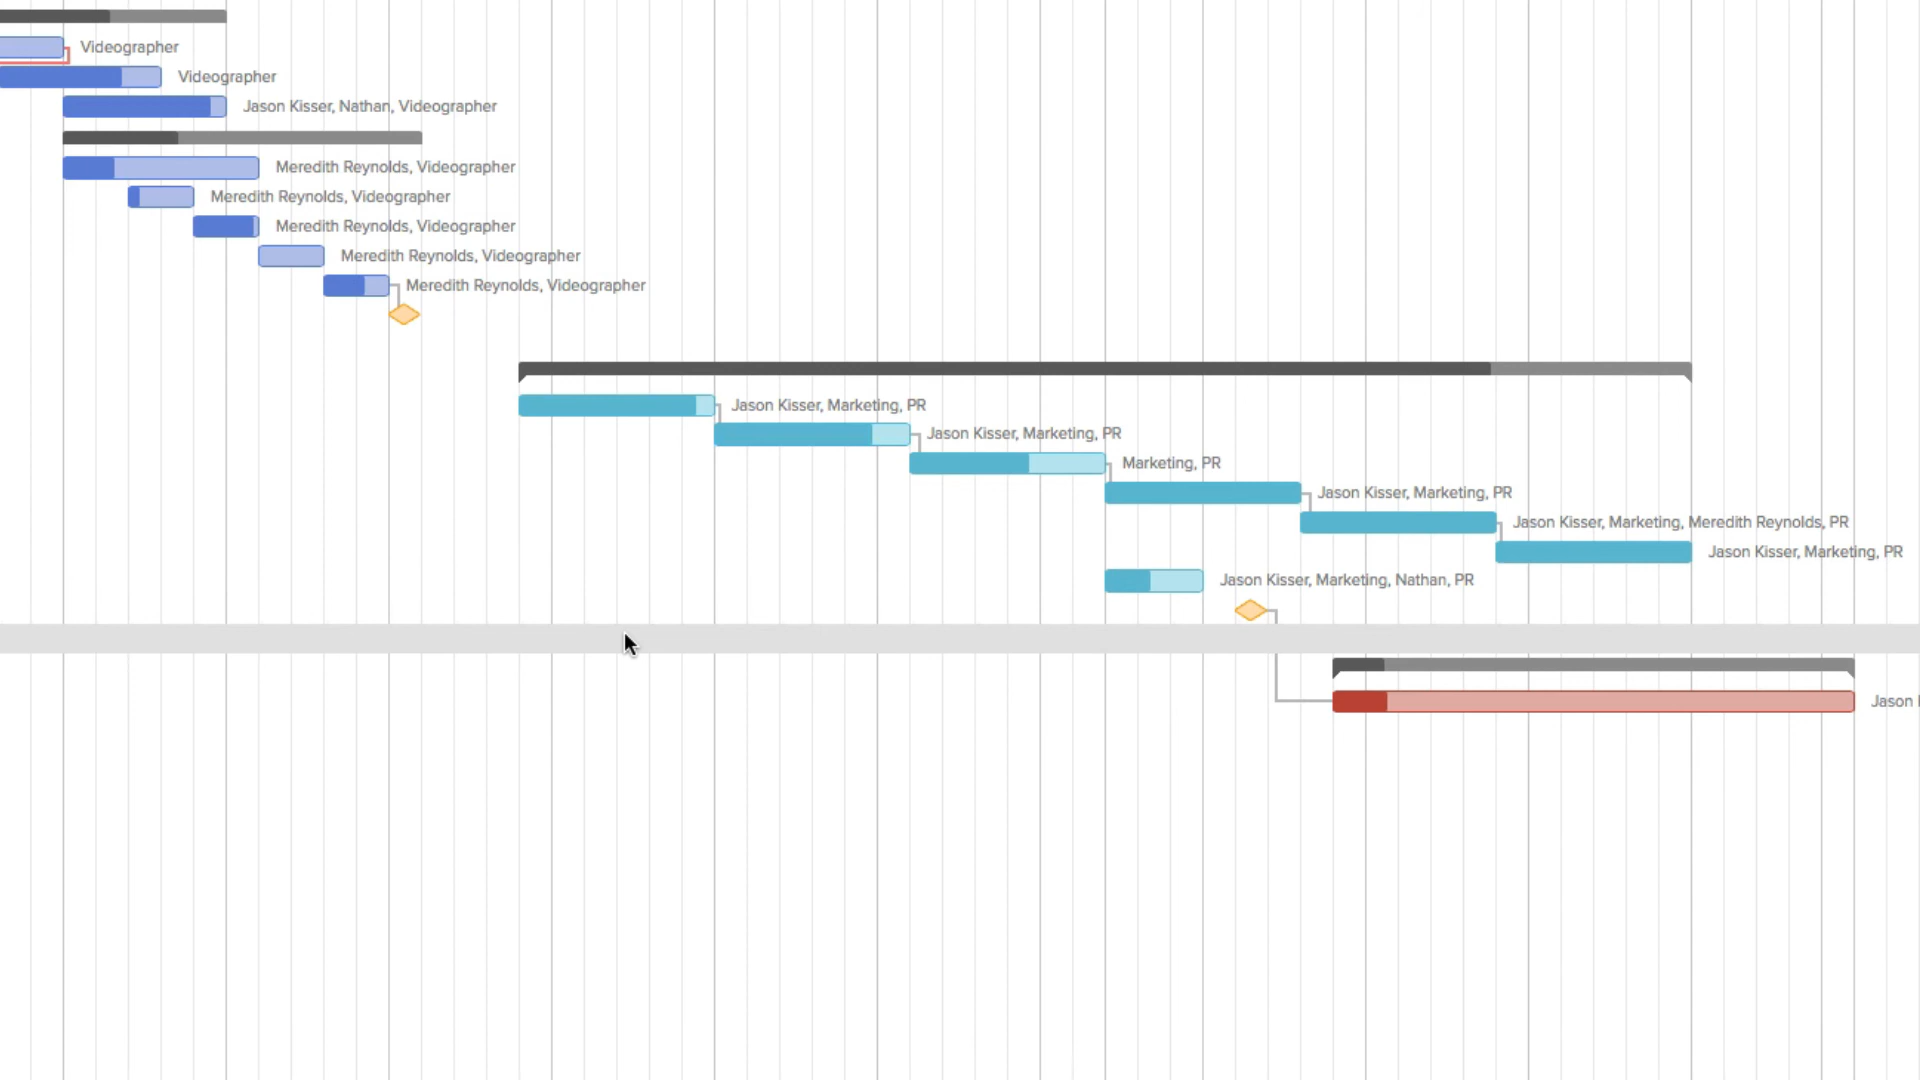 Videographer
Videographer
Jason Kisser, Nathan, Videographer
Meredith Reynolds, Videographer
Meredith Reynolds, Videographer
Meredith Reynolds, Videographer
Meredith Reynolds, Videographer
Meredith Reynolds, Videographer
Jason Kisser, Marketing, PR
Jason Kisser, Marketing, PR
Marketing, PR
Jason Kisser, Marketing, PR
Jason Kisser, Marketing, Meredith Reynolds, PR
Jason Kisser, Marketing, PR
Jason Kisser, Marketing, Nathan, PR
Jason